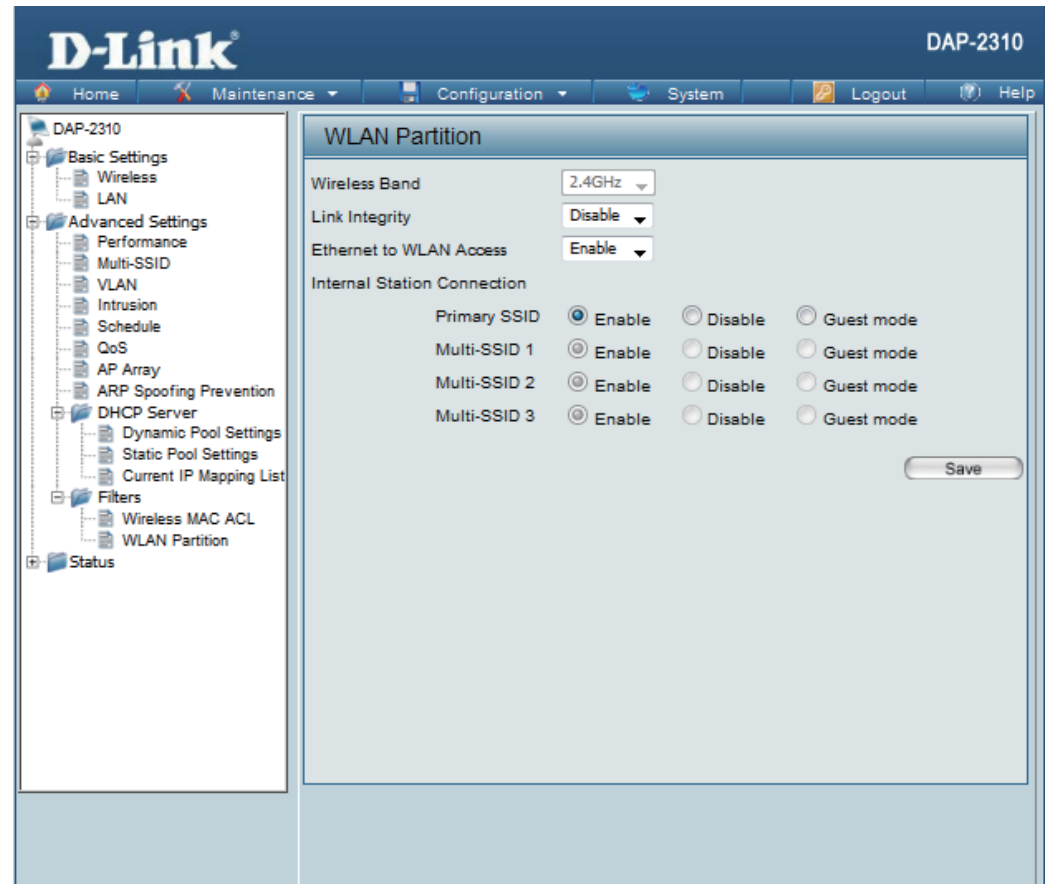 D-Link®
DAP-2310
Home Maintenance Configuration System Logout Help
DAP-2310
Basic Settings
Wireless
LAN
Advanced Settings
Performance
Multi-SSID
VLAN
Intrusion
Schedule
QoS
AP Array
ARP Spoofing Prevention
DHCP Server
Dynamic Pool Settings
Static Pool Settings
Current IP Mapping List
Filters
Wireless MAC ACL
WLAN Partition
Status
WLAN Partition
Wireless Band 2.4GHz
Link Integrity Disable
Ethernet to WLAN Access Enable
Internal Station Connection
Primary SSID Enable Disable Guest mode
Multi-SSID 1 Enable Disable Guest mode
Multi-SSID 2 Enable Disable Guest mode
Multi-SSID 3 Enable Disable Guest mode
Save